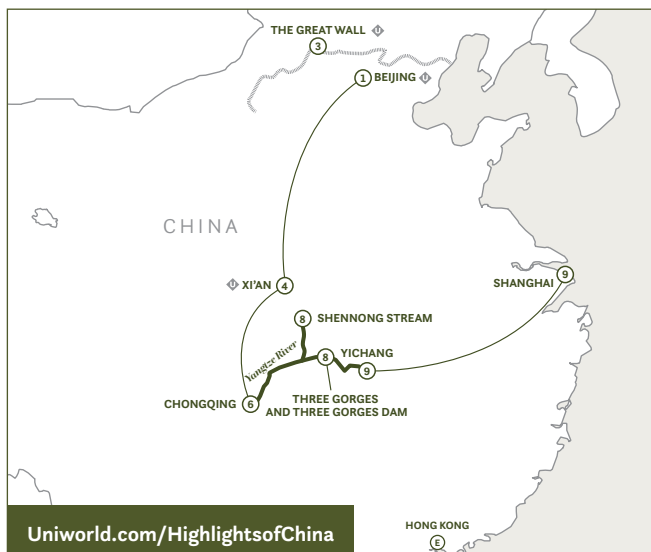 THE GREAT WALL U
3
1 BEIJING U
CHINA
U XI'AN 4
SHANGHAI 9
8 SHENNONG STREAM
Yangtze River
8 YICHANG
9
CHONGQING 6
THREE GORGES
AND THREE GORGES DAM
HONG KONG
E
Uniworld.com/HighlightsofChina